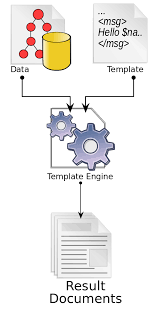 ...
<msg>
Hello $na..
</msg>
Data
Template
Template Engine
Result
Documents